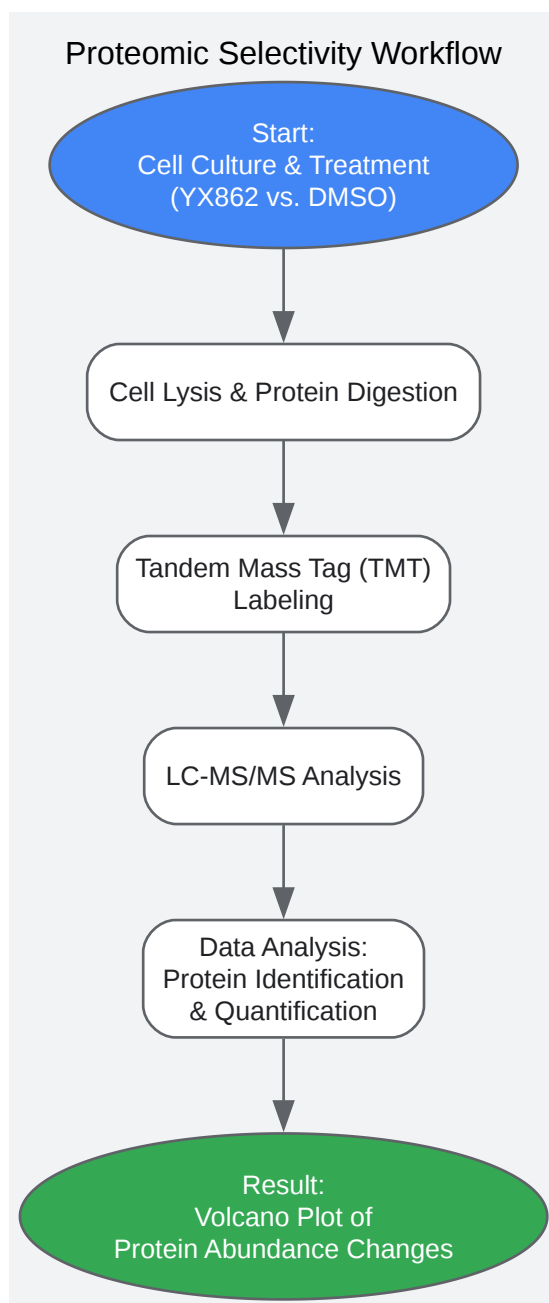 Proteomic Selectivity Workflow
Start:
Cell Culture & Treatment
(YX862 vs. DMSO)
Cell Lysis & Protein Digestion
Tandem Mass Tag (TMT)
Labeling
LC-MS/MS Analysis
Data Analysis:
Protein Identification
& Quantification
Result:
Volcano Plot of
Protein Abundance Changes